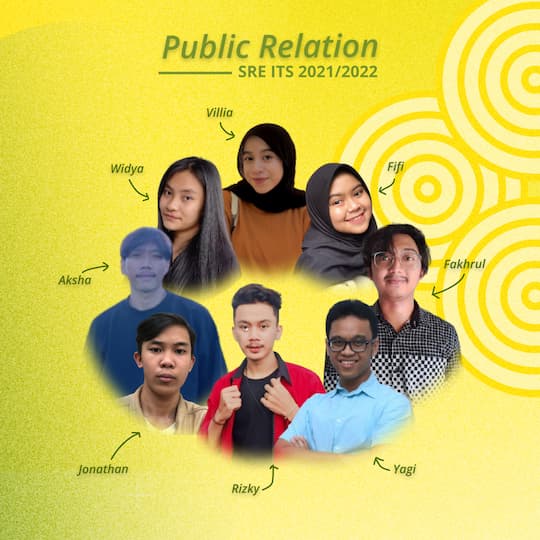 Public Relation
SRE ITS 2021/2022
Villia
Widya
Fifi
Aksha
Fakhrul
Jonathan
Yagi
Rizky